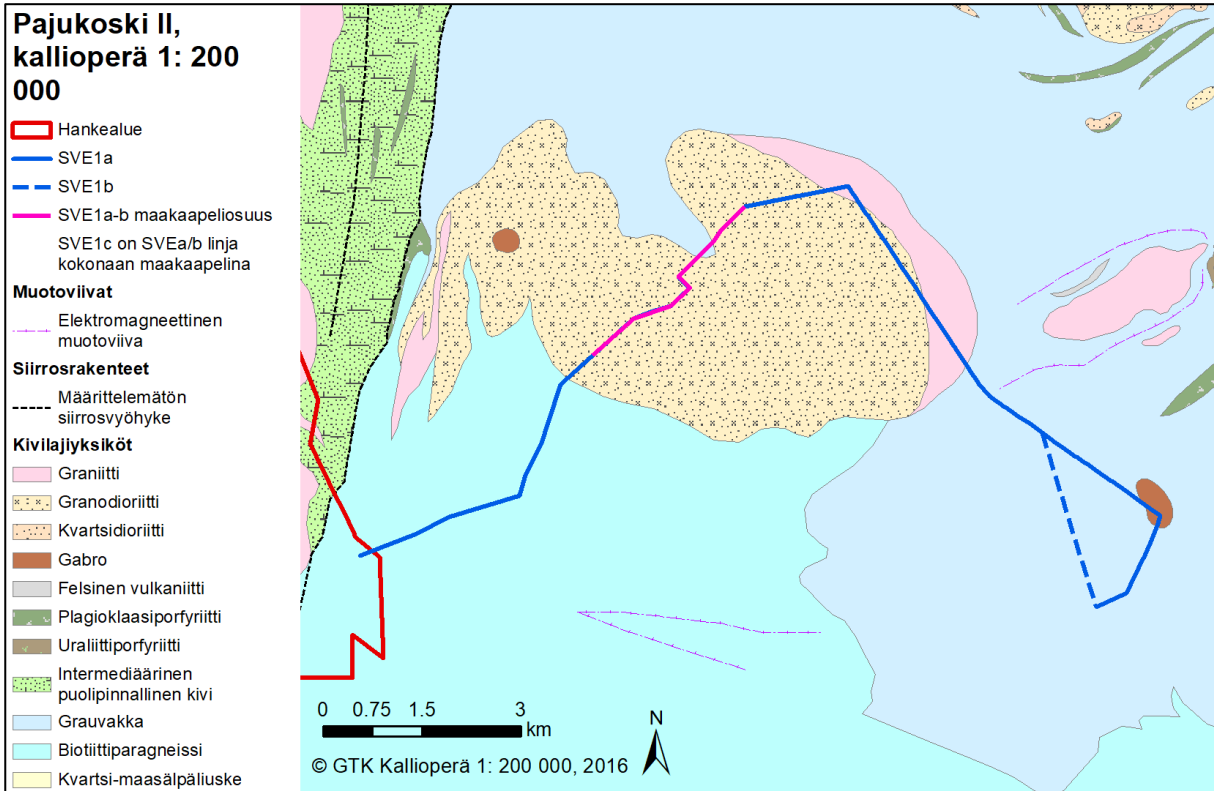 Pajukoski II,
kallioperä 1: 200
000
Hankealue
SVE1a
SVE1b
SVE1a-b maakaapeliosuus
SVE1c on SVEa/b linja
kokonaan maakaapelina
Muotoviivat
Elektromagneettinen
muotoviiva
Siirrosrakenteet
Määrittelemätön
siirrosvyöhyke
Kivilajyksiköt
Graniitti
Granodioriitti
Kvartsidioriitti
Gabro
Felsinen vulkaniitti
Plagioklaasiporfyriitti
Uraliittiporfyriitti
Intermediäärinen
puolipinnallinen kivi
Grauvakka
Biotiittiparagneissi
Kvartsi-maasälpäliuske
0 0.75 1.5 3
km
N
© GTK Kallioperä 1: 200 000, 2016